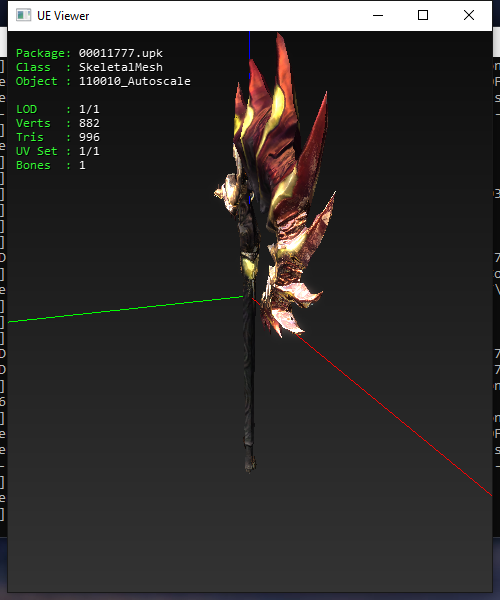 UE Viewer
Package: 00011777.upk
Class : SkeletalMesh
Object : 110010_Autoscale
LOD : 1/1
Verts : 882
Tris : 996
UV Set : 1/1
Bones : 1